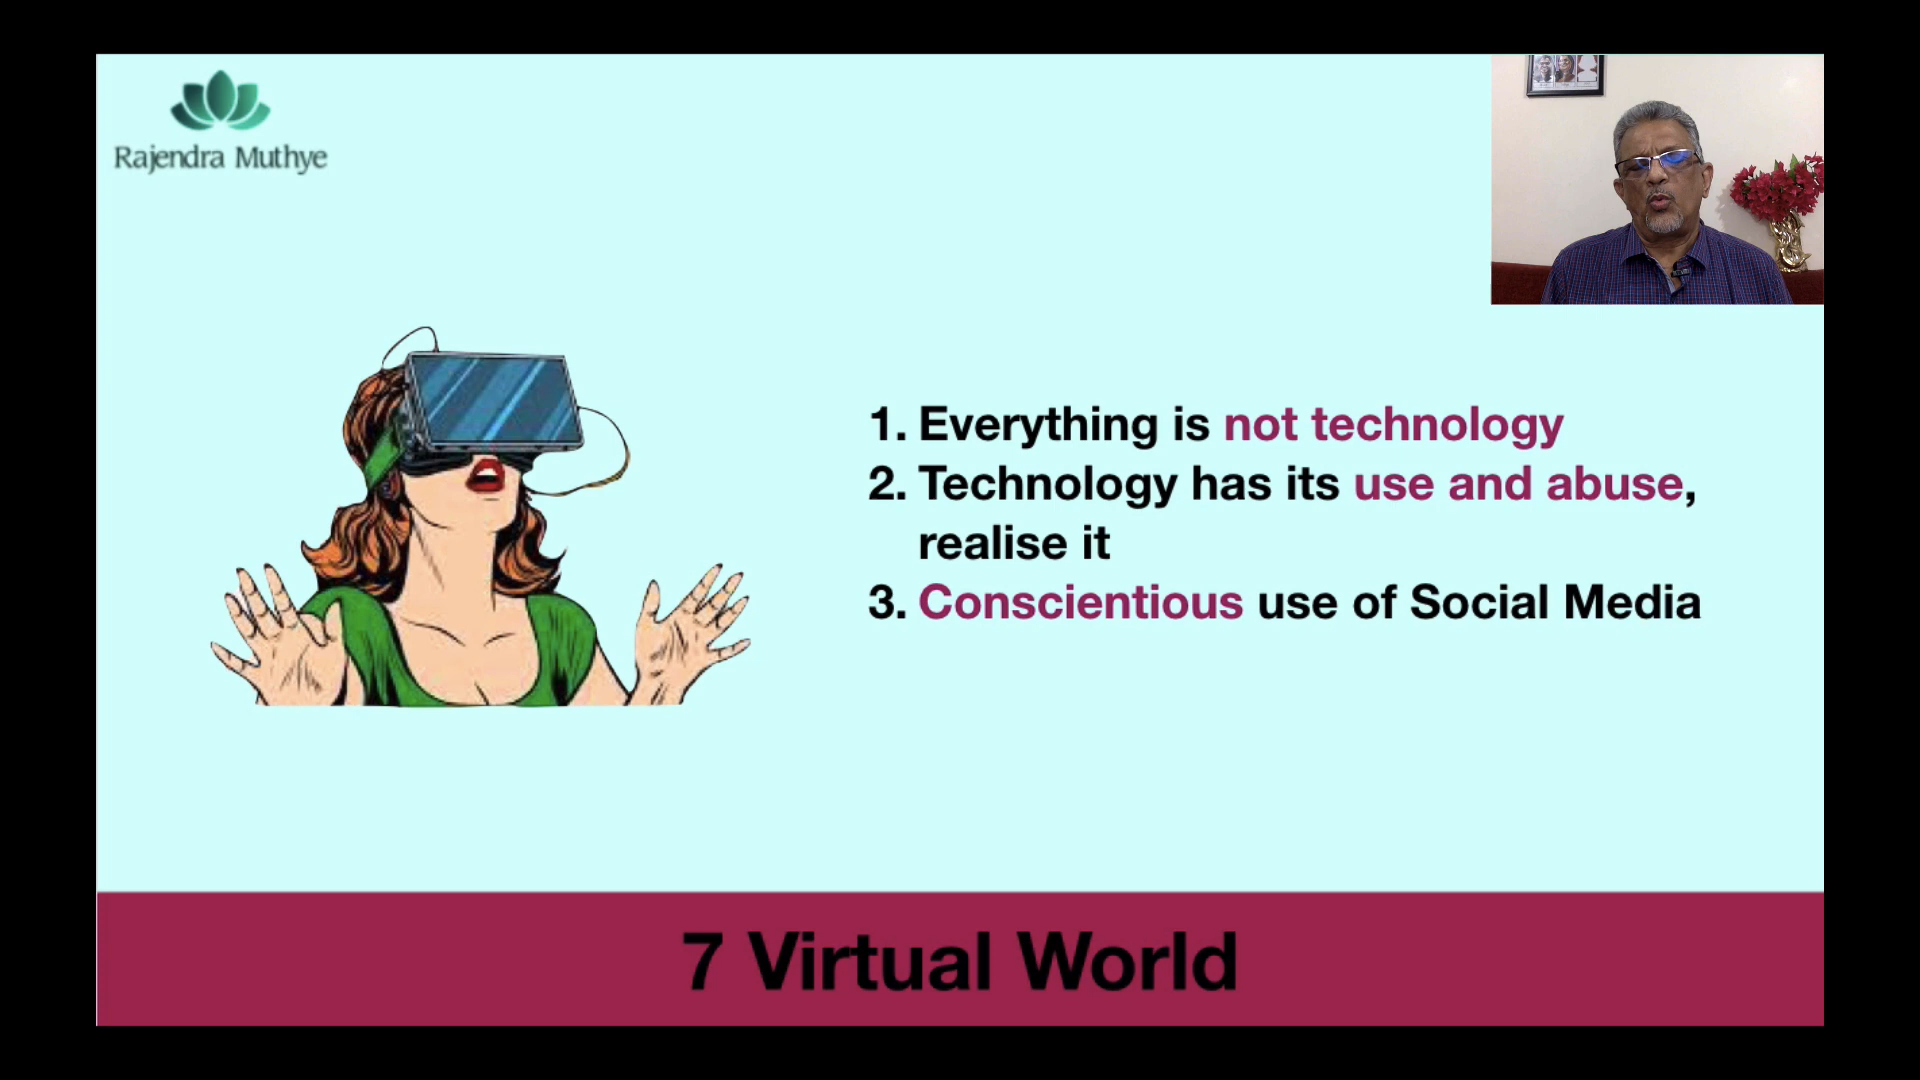 Rajendra Muthye
1. Everything is not technology
2. Technology has its use and abuse,
realise it
3. Conscientious use of Social Media
7 Virtual World